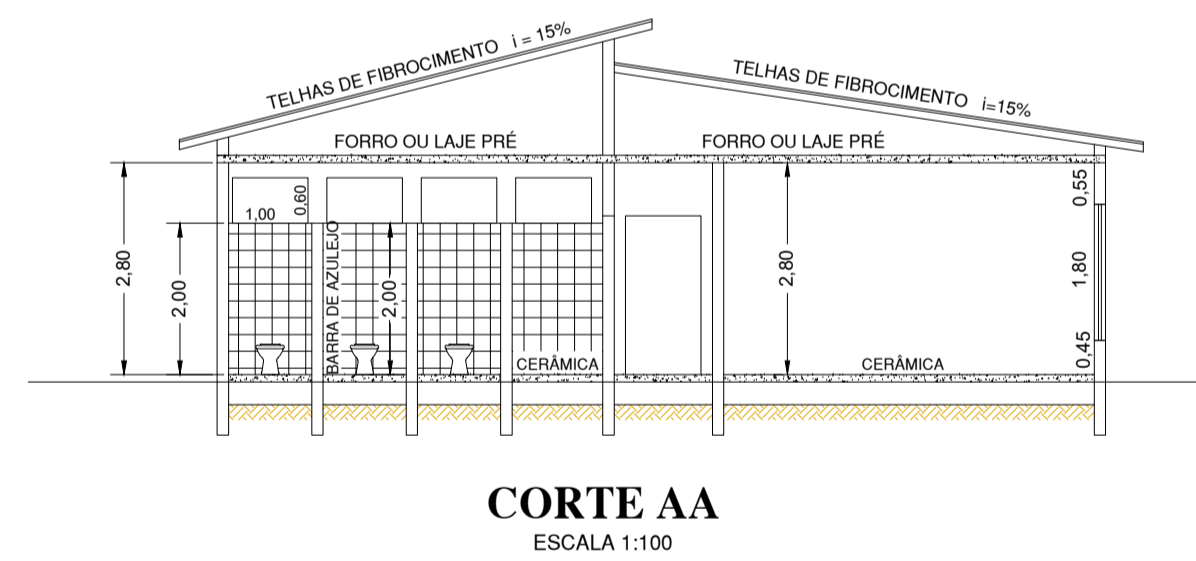 TELHAS DE FIBROCIMENTO i = 15%
TELHAS DE FIBROCIMENTO i=15%
FORRO OU LAJE PRÉ
FORRO OU LAJE PRÉ
2,80
2,00
1,00
0,60
BARRA DE AZULEJO
2,00
CERÂMICA
2,80
CERÂMICA
0,55
1,80
0,45
CORTE AA
ESCALA 1:100